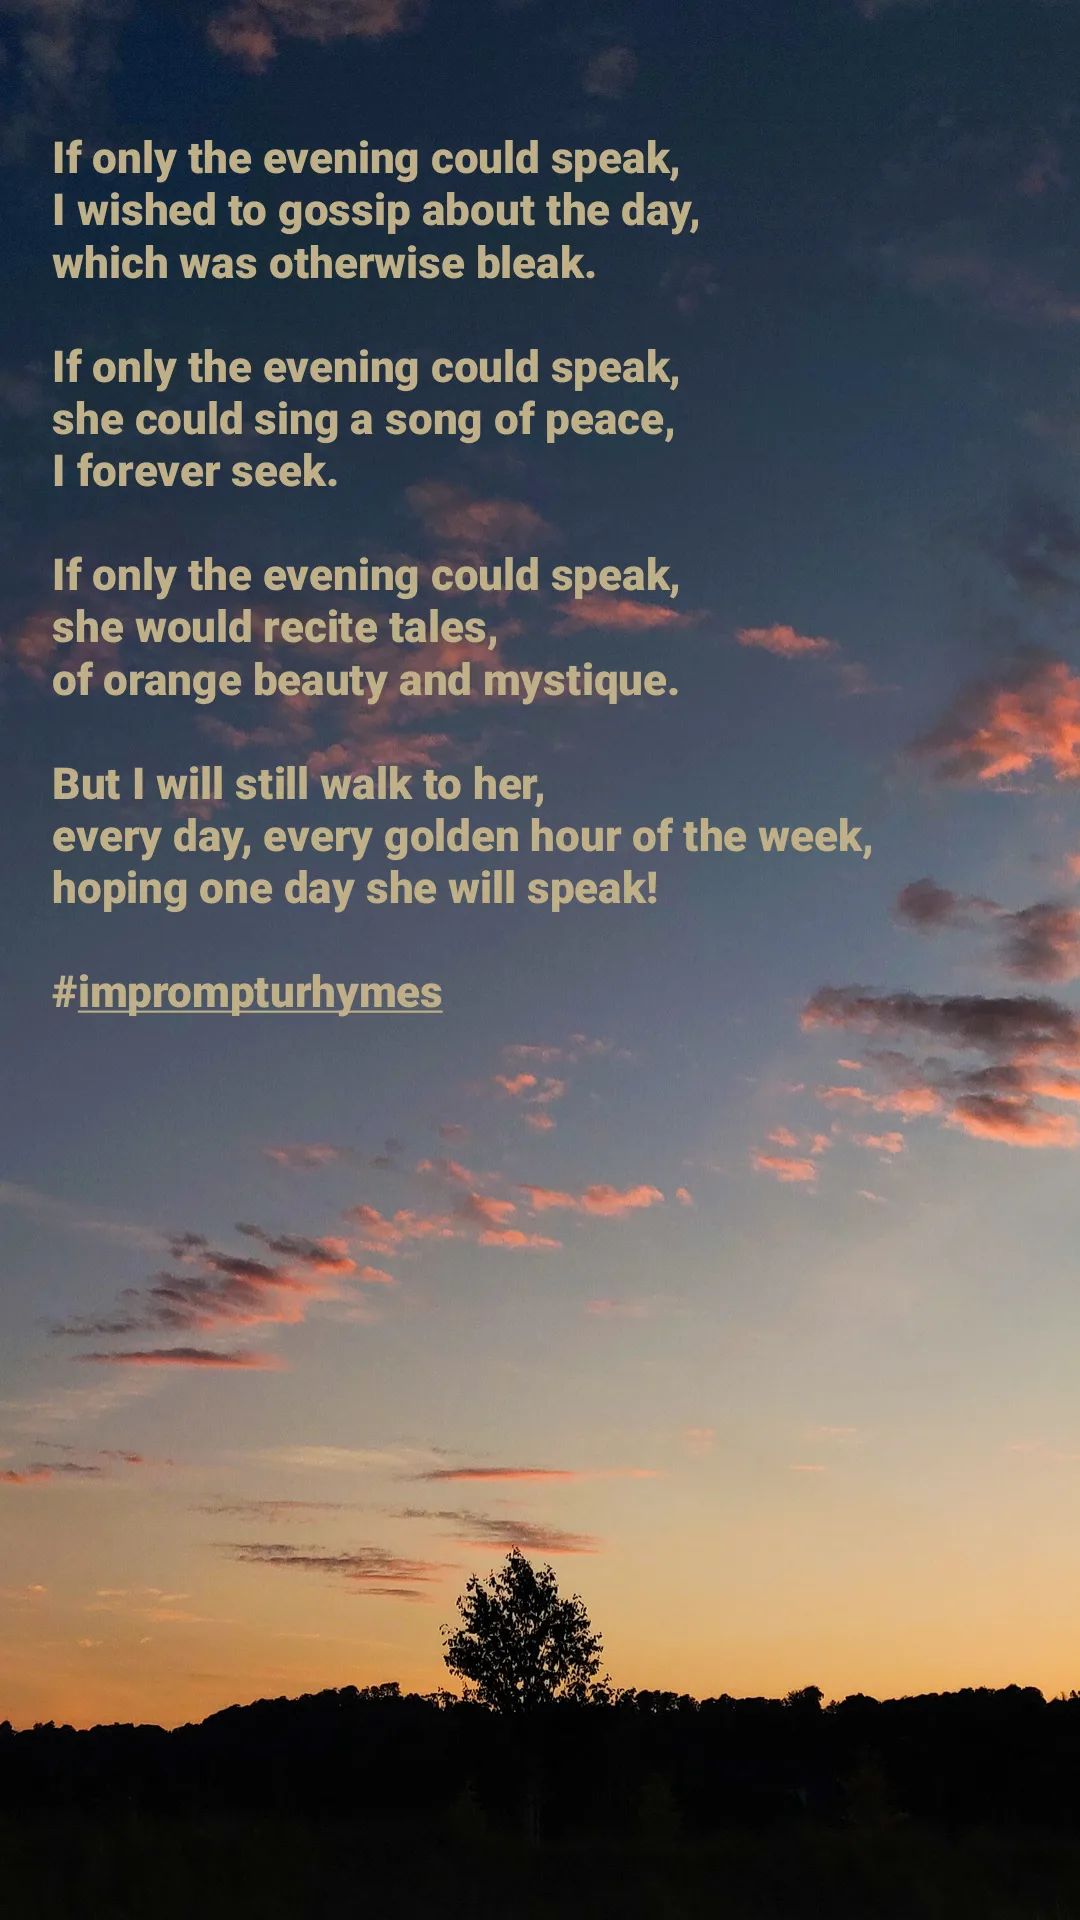 If only the evening could speak,
I wished to gossip about the day,
which was otherwise bleak.

If only the evening could speak,
she could sing a song of peace,
I forever seek.

If only the evening could speak,
she would recite tales,
of orange beauty and mystique.

But I will still walk to her,
every day, every golden hour of the week,
hoping one day she will speak!

#imprompturhymes